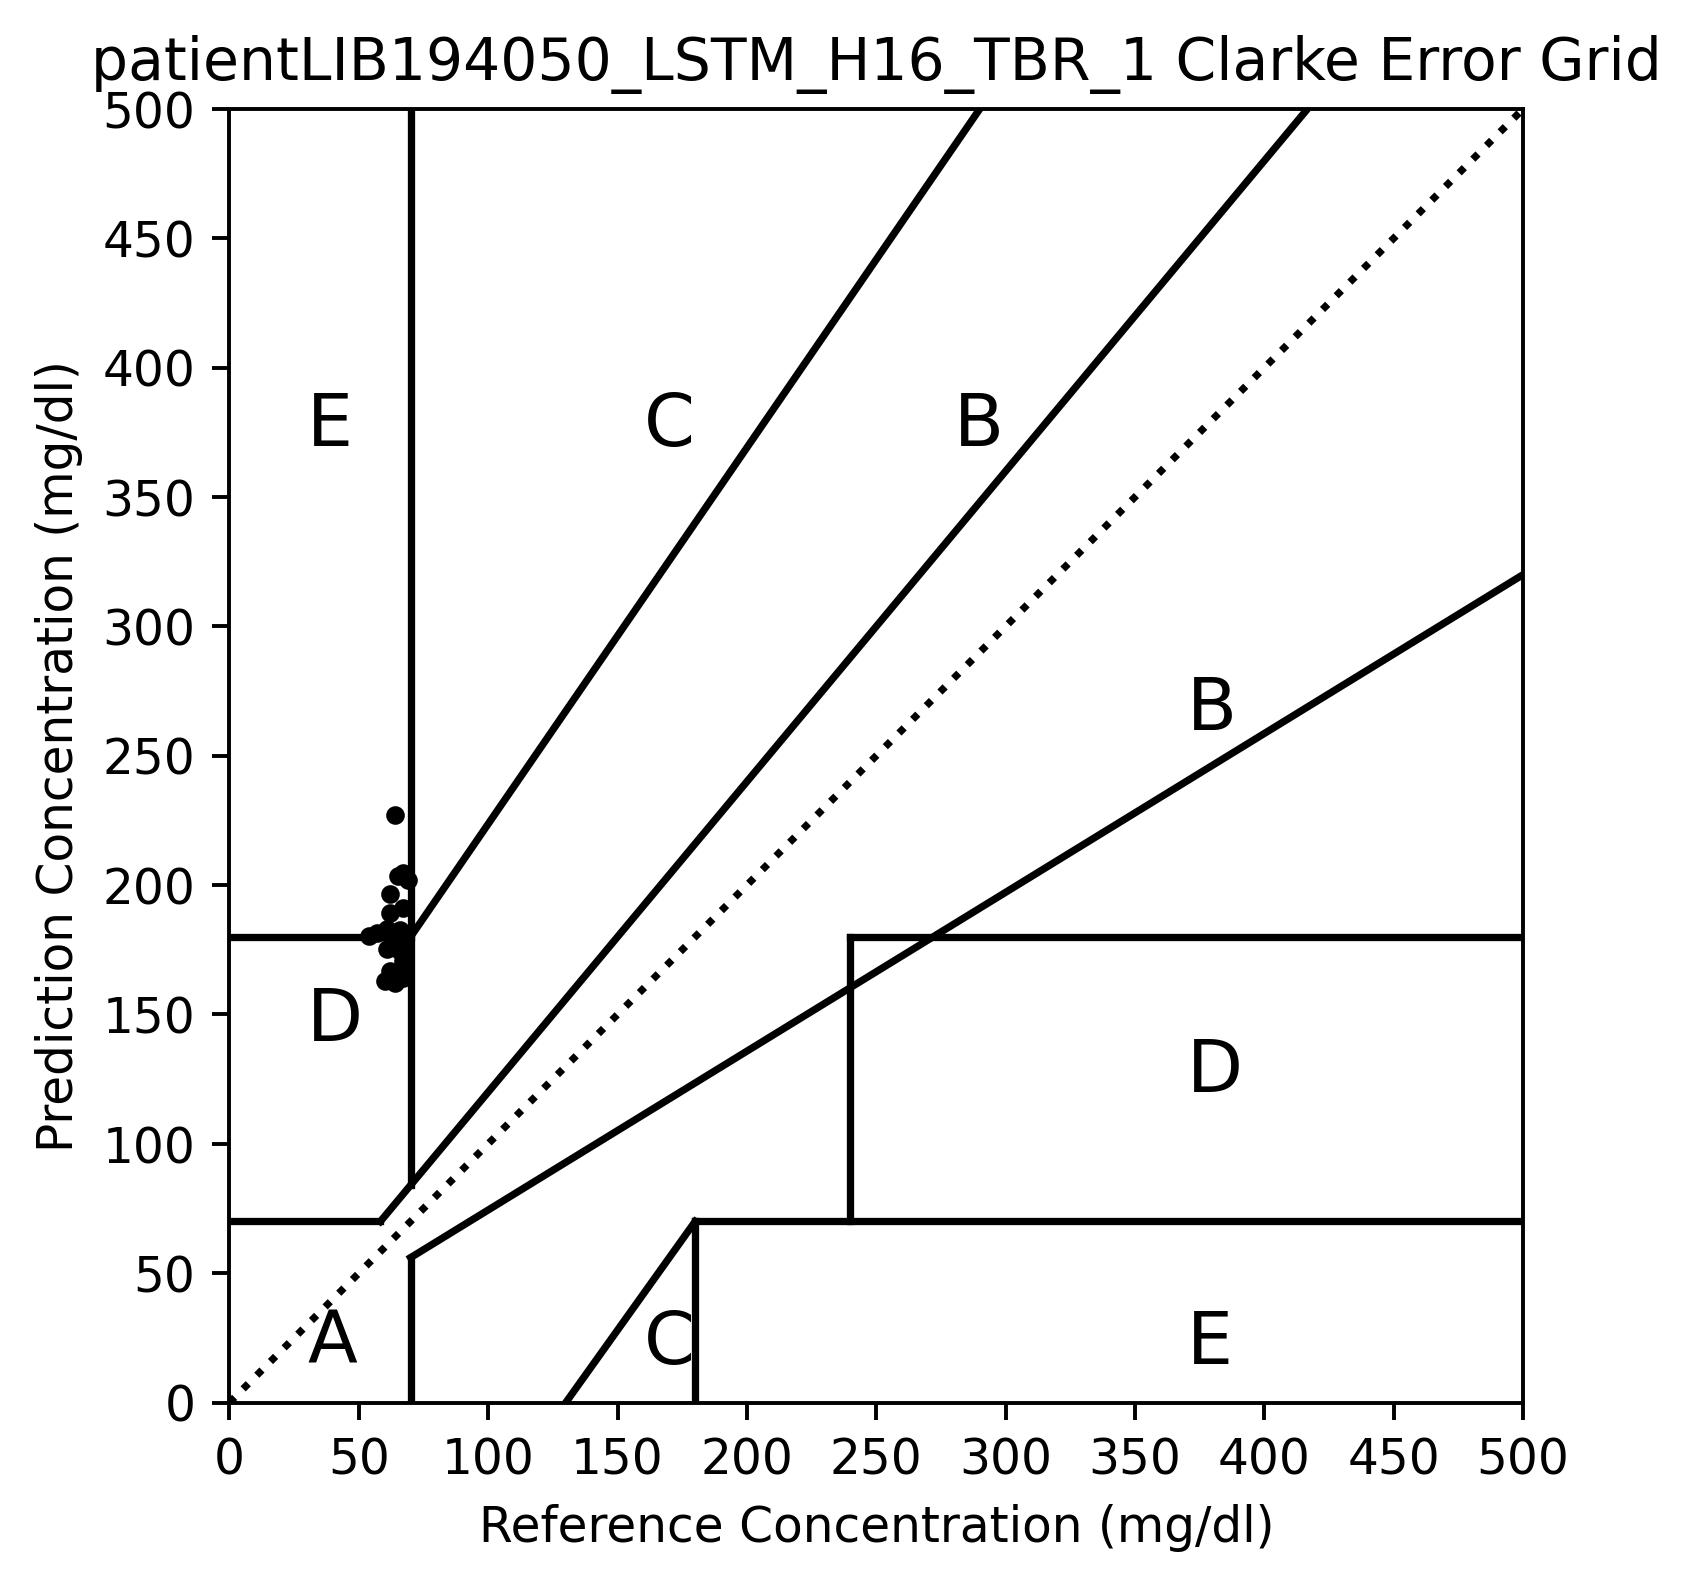 patientLIB194050_LSTM_H16_TBR_1 Clarke Error Grid
500
450
400
350
300
250
200
150
100
50
0
Prediction Concentration (mg/dl)
E
C
B
B
D
D
A
C
E
0 50 100 150 200 250 300 350 400 450 500
Reference Concentration (mg/dl)